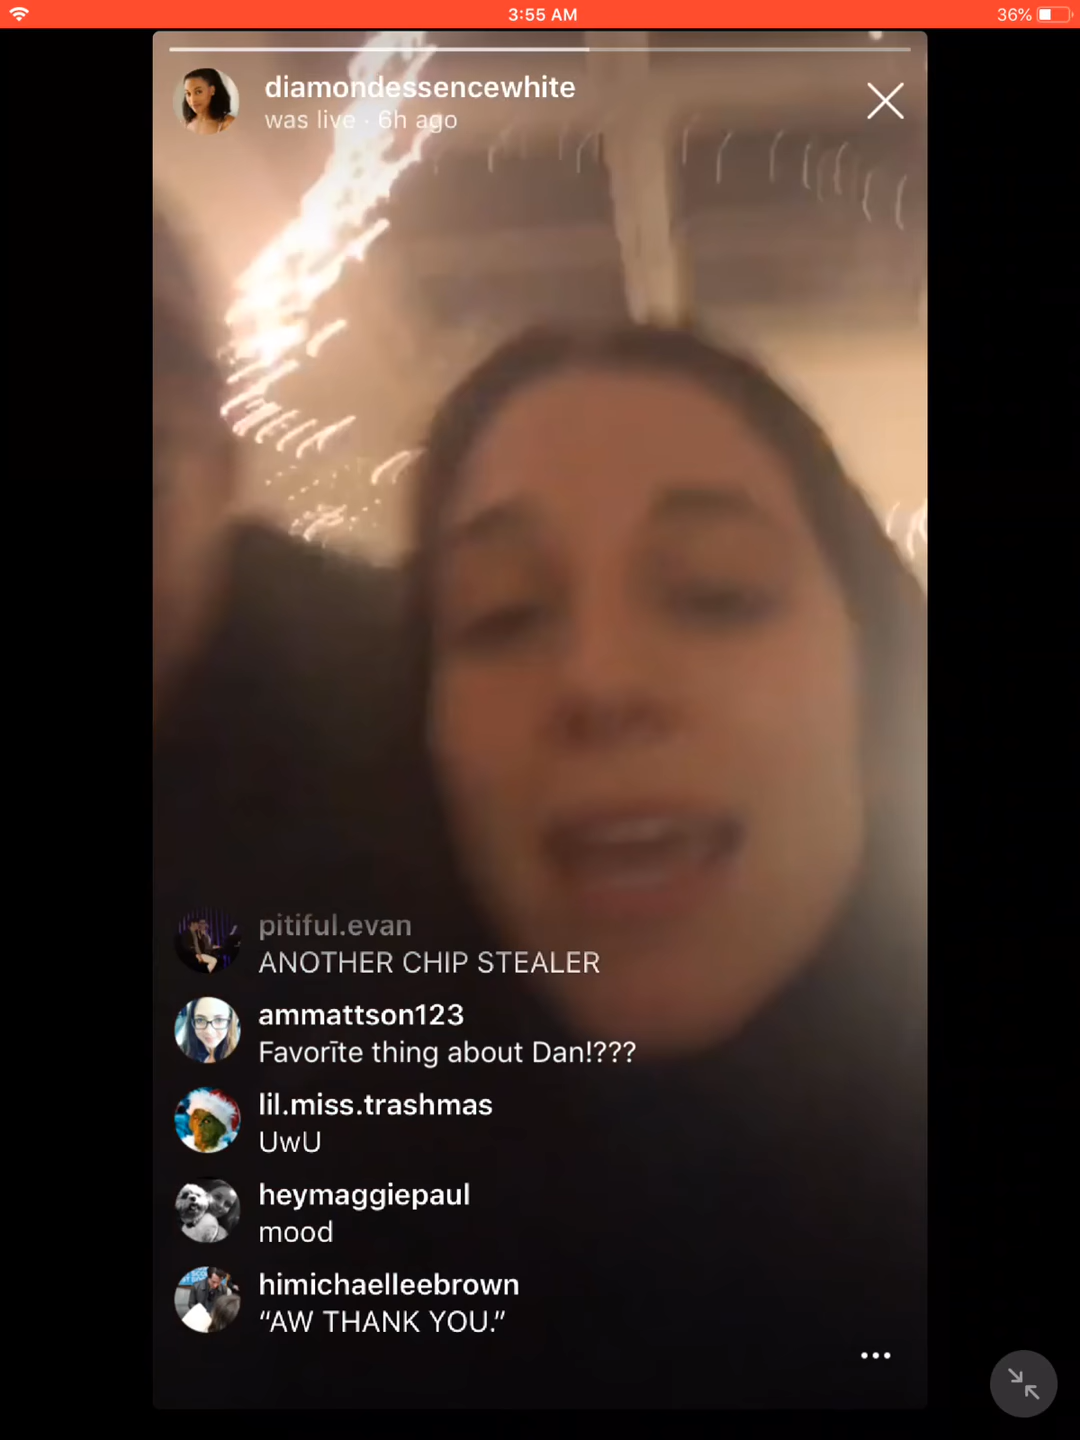 3:55 AM
36%
diamondessencewhite
was live · 6h ago
pitiful.evan
ANOTHER CHIP STEALER
ammattson123
Favorīte thing about Dan!???
lil.miss.trashmas
UwU
heymaggiepaul
mood
himichaelleebrown
“AW THANK YOU.”